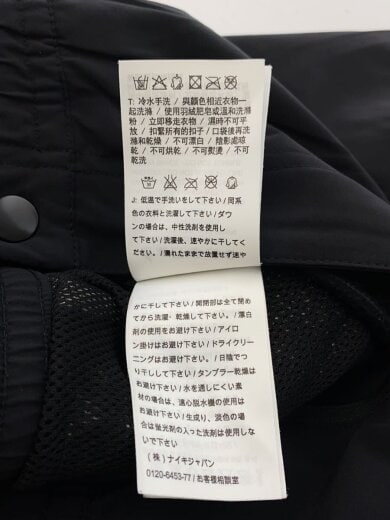 T: 冷水手洗 / 與顏色相近衣物一
起洗滌 / 使用羽絨肥皂或溫和洗滌
粉 / 立即移走衣物 / 濕時不可平
放 / 扣緊所有的扣子 / 口袋後再洗
滌和乾燥 / 不可漂白 / 陰影處晾
乾 / 不可烘乾 / 不可熨燙 / 不可
乾洗
J: 低温で手洗いをして下さい / 同系
色の衣料と洗濯して下さい / ダウ
ンの場合は、中性洗剤を使用し
て下さい / 洗濯後、速やかに干してく
ださい。/ 濡れたままで放置せず速や
かに干して下さい / 開閉部は全て閉め
てから洗濯・乾燥して下さい。/ 漂白
剤の使用をお避け下さい / アイロ
ン掛けはお避け下さい / ドライクリー
ニングはお避け下さい。/ 日陰でつ
り干しして下さい / タンブラー乾燥は
お避け下さい / 水を通しにくい素
材の場合は、遠心脱水機の使用は
お避け下さい / 生成り、淡色の場
合は蛍光剤の入った洗剤は使用しな
いで下さい
(株) ナイキジャパン
0120-6453-77 / お客様相談室